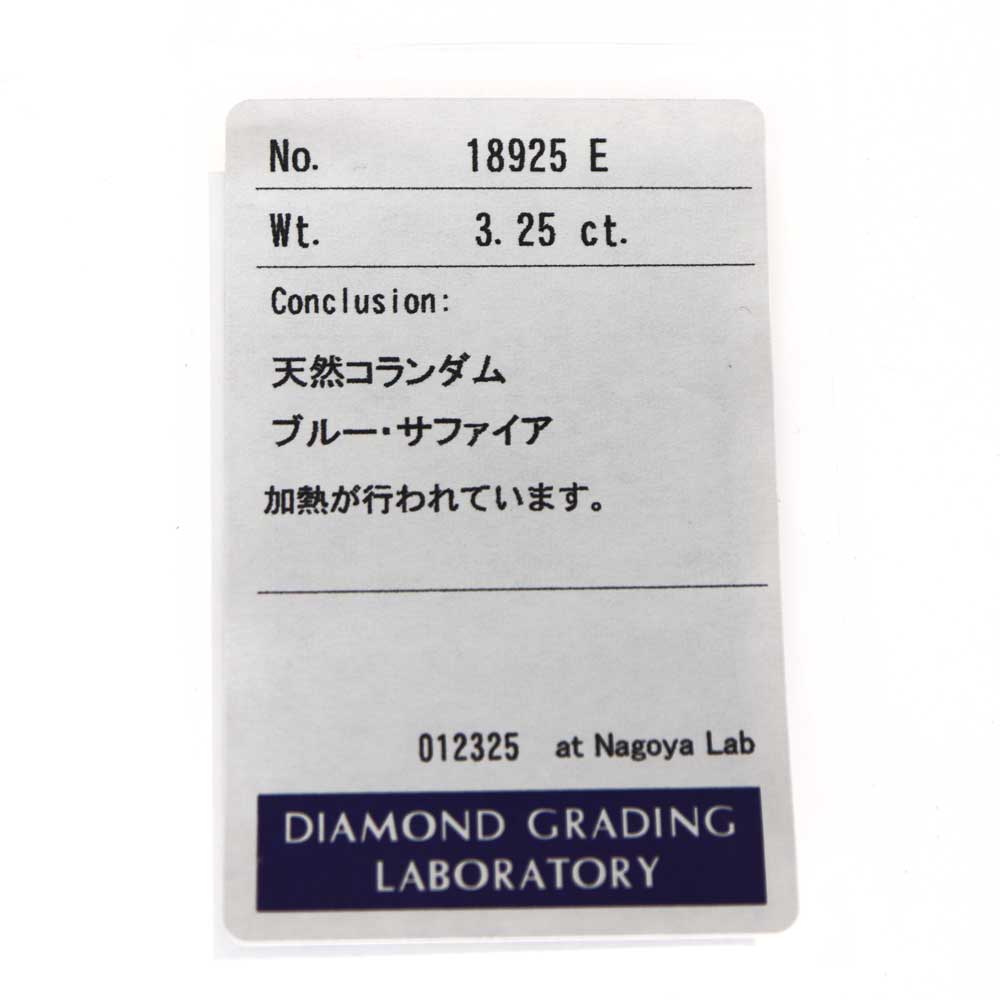 No. 18925 E
Wt. 3.25 ct.
Conclusion:
天然コランダム
ブルー・サファイア
加熱が行われています。
012325 at Nagoya Lab
DIAMOND GRADING
LABORATORY